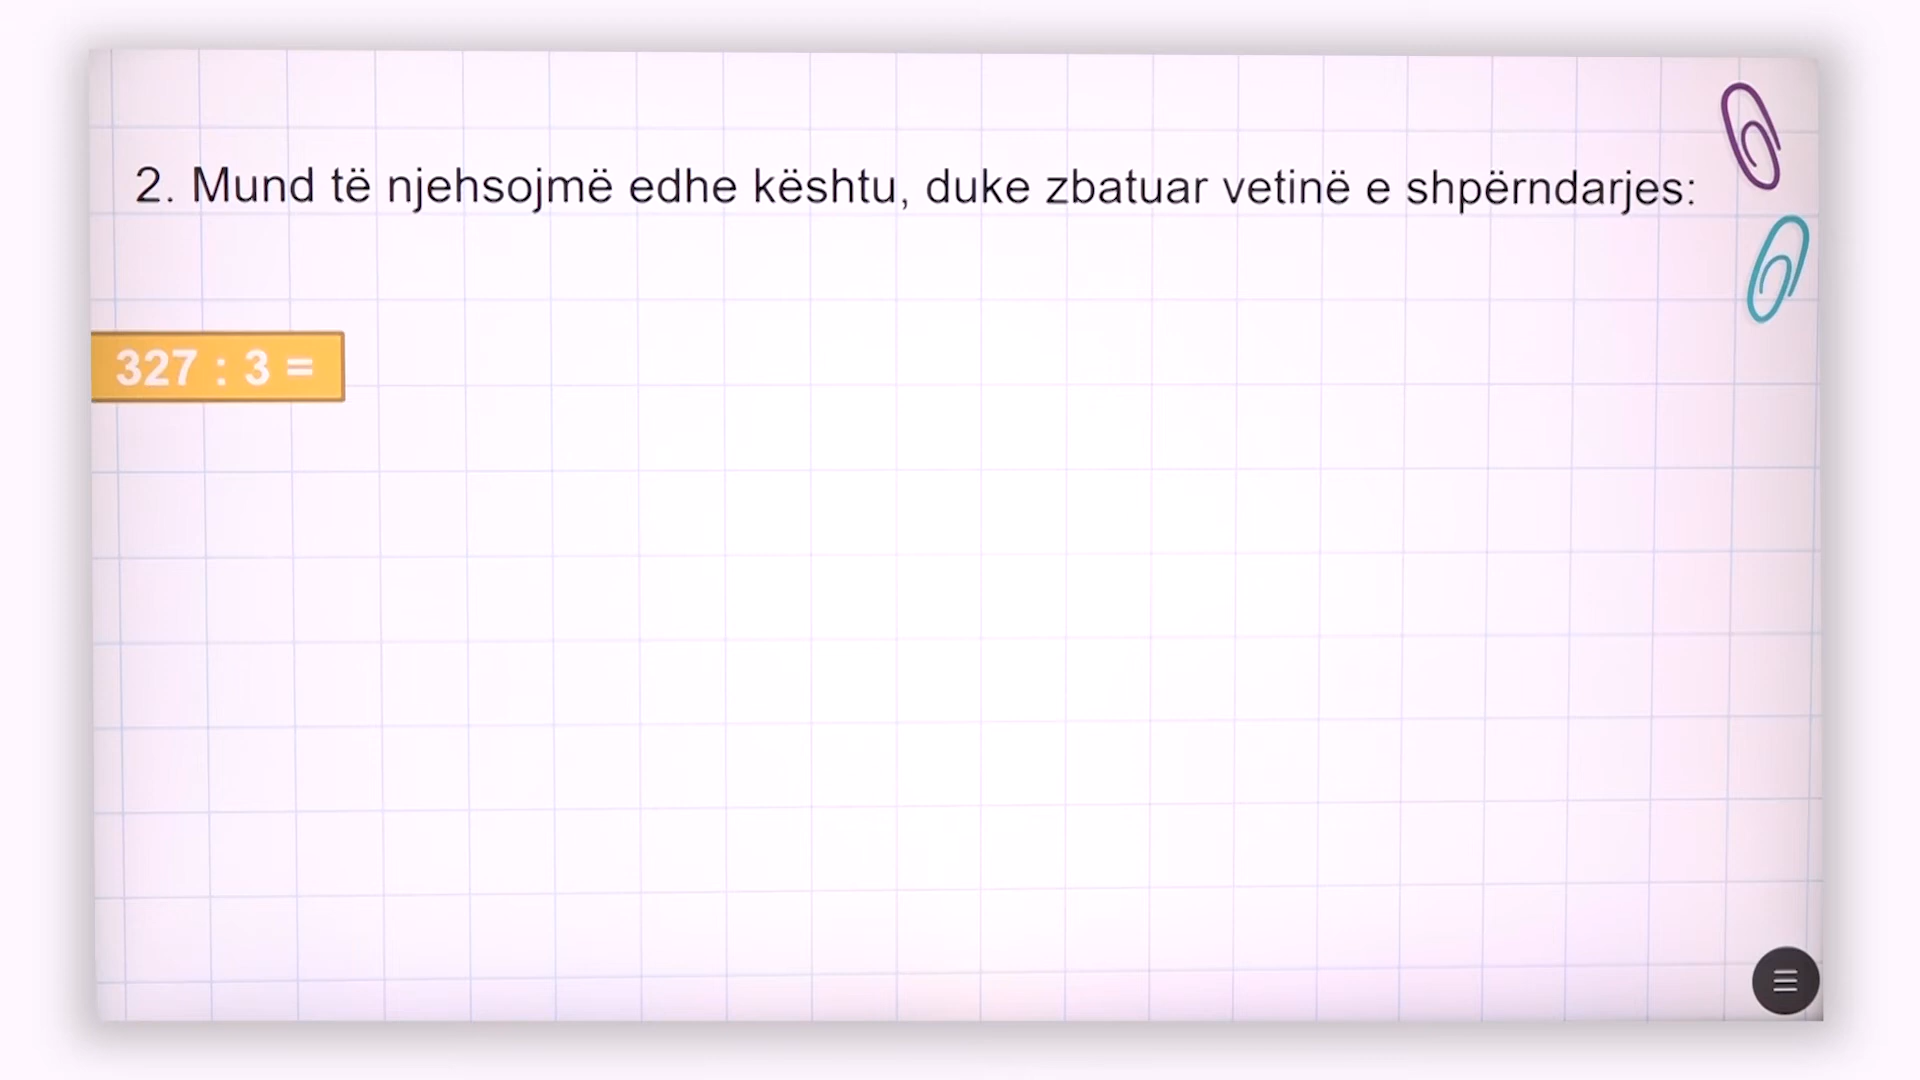 2. Mund të njehsojmë edhe kështu, duke zbatuar vetinë e shpërndarjes:
327 : 3 =